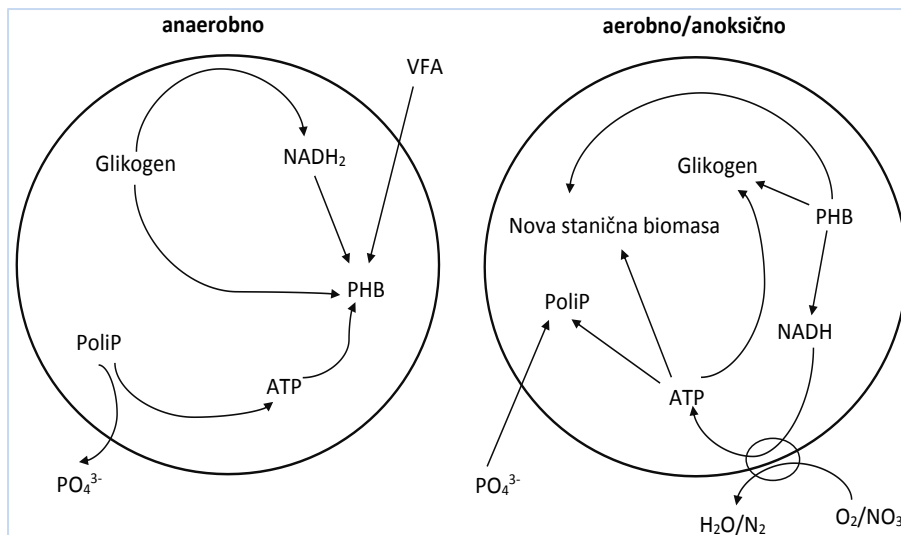 anaerobno
VFA
Glikogen
NADH₂
PHB
PoliP
ATP
PO₄³⁻
aerobno/anoksično
Glikogen
PHB
Nova stanična biomasa
PoliP
NADH
ATP
PO₄³⁻
H₂O/N₂
O₂/NO₃